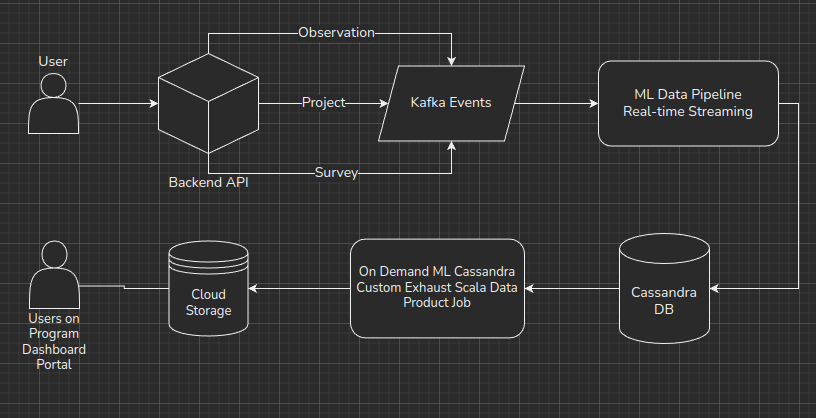 Observation
User
Project
Kafka Events
ML Data Pipeline
Real-time Streaming
Survey
Backend API
On Demand ML Cassandra
Custom Exhaust Scala Data
Product Job
Cloud
Storage
Cassandra
DB
Users on
Program
Dashboard
Portal